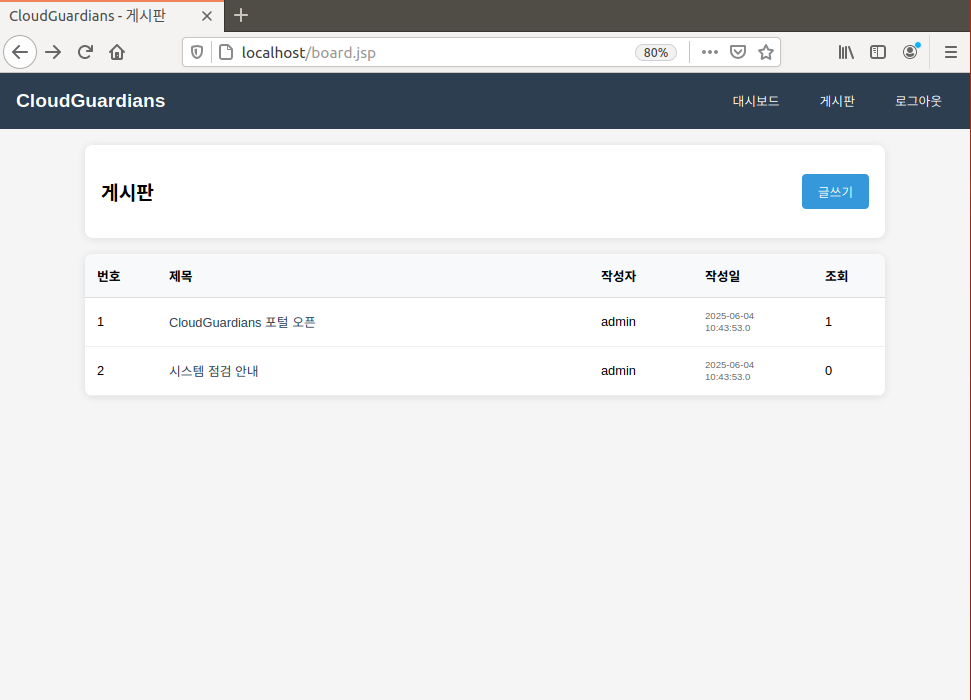 CloudGuardians - 게시판
localhost/board.jsp 80%
CloudGuardians 대시보드 게시판 로그아웃
게시판 글쓰기
번호 제목 작성자 작성일 조회
1 CloudGuardians 포털 오픈 admin 2025-06-04 1
10:43:53.0
2 시스템 점검 안내 admin 2025-06-04 0
10:43:53.0